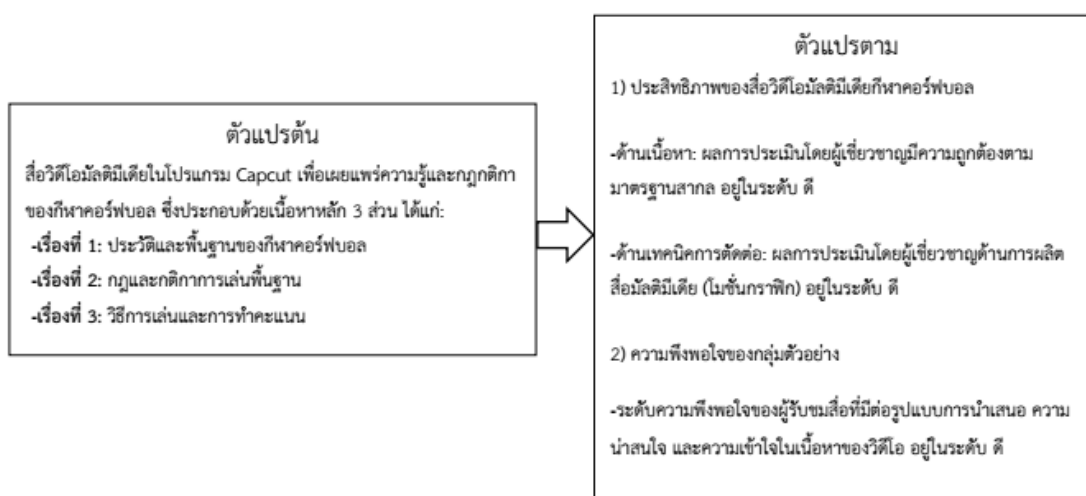 ตัวแปรต้น
สื่อวิดีโอมัลติมีเดียในโปรแกรม Capcut เพื่อเผยแพร่ความรู้และกฎกติกา
ของกีฬาคอร์ฟบอล ซึ่งประกอบด้วยเนื้อหาหลัก 3 ส่วน ได้แก่:
-เรื่องที่ 1: ประวัติและพื้นฐานของกีฬาคอร์ฟบอล
-เรื่องที่ 2: กฎและกติกาการเล่นพื้นฐาน
-เรื่องที่ 3: วิธีการเล่นและการทำคะแนน
ตัวแปรตาม
1) ประสิทธิภาพของสื่อวิดีโอมัลติมีเดียกีฬาคอร์ฟบอล
-ด้านเนื้อหา: ผลการประเมินโดยผู้เชี่ยวชาญมีความถูกต้องตาม
มาตรฐานสากล อยู่ในระดับ ดี
-ด้านเทคนิคการตัดต่อ: ผลการประเมินโดยผู้เชี่ยวชาญด้านการผลิต
สื่อมัลติมีเดีย (โมชั่นกราฟิก) อยู่ในระดับ ดี
2) ความพึงพอใจของกลุ่มตัวอย่าง
-ระดับความพึงพอใจของผู้รับชมสื่อที่มีต่อรูปแบบการนำเสนอ ความ
น่าสนใจ และความเข้าใจในเนื้อหาของวิดีโอ อยู่ในระดับ ดี